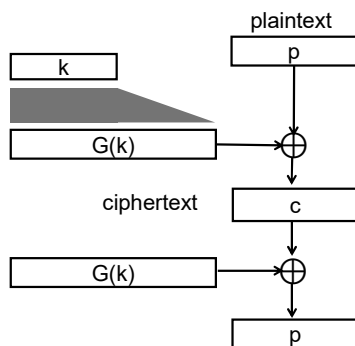 plaintext
k
p
G(k)
ciphertext
c
G(k)
p